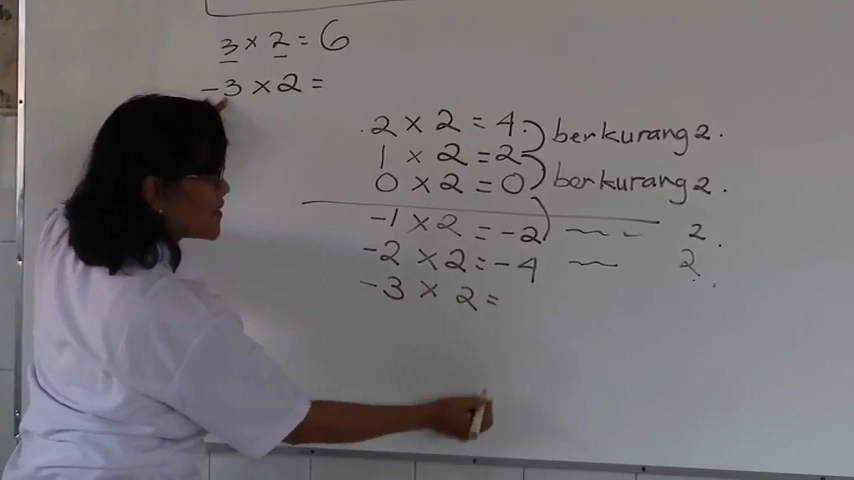 3 × 2 = 6
-3 × 2 =
2 × 2 = 4 berkurang 2.
1 × 2 = 2
0 × 2 = 0 berkurang 2.
-1 × 2 = -2 2.
-2 × 2 = -4 2.
-3 × 2 =